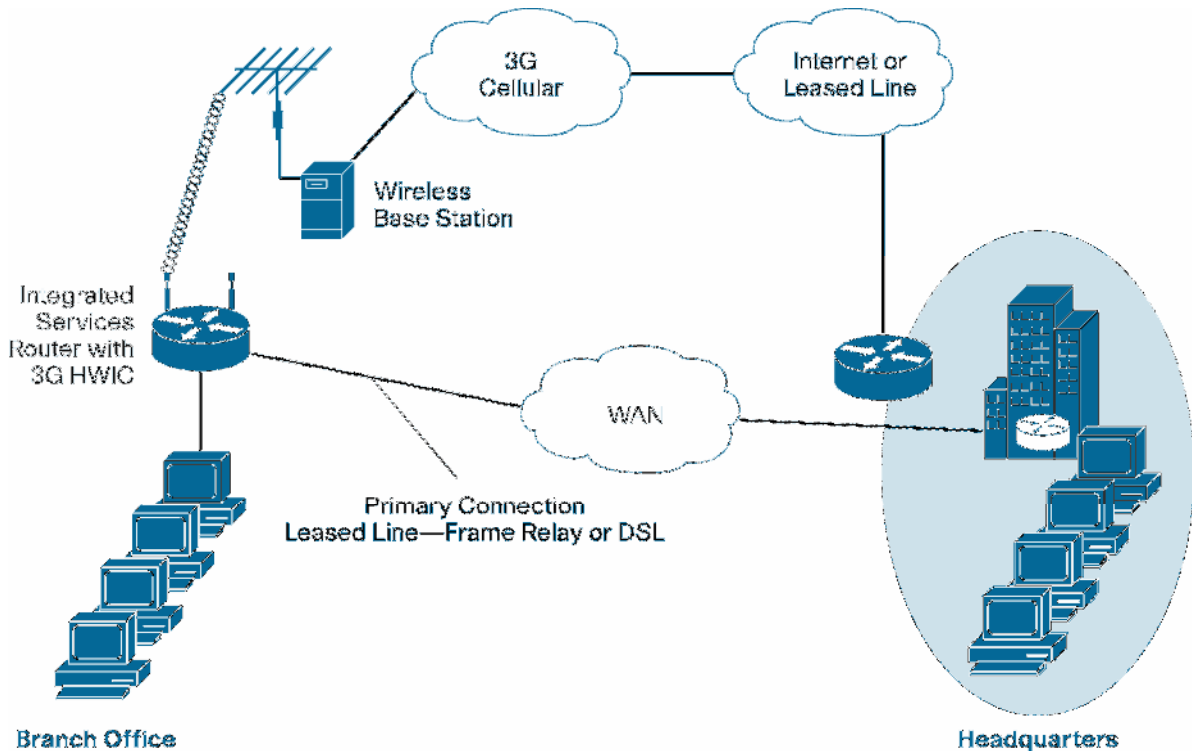 3G
Cellular
Internet or
Leased Line
Wireless
Base Station
Integrated
Services
Router with
3G HWIC
WAN
Primary Connection
Leased Line—Frame Relay or DSL
Branch Office
Headquarters